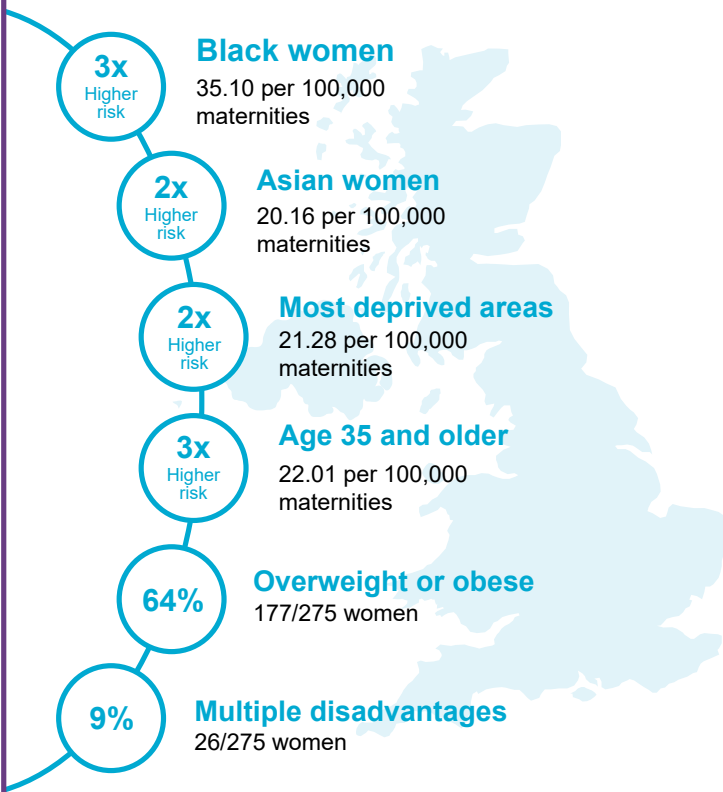 3x
Higher
risk
Black women
35.10 per 100,000
maternities
2x
Higher
risk
Asian women
20.16 per 100,000
maternities
2x
Higher
risk
Most deprived areas
21.28 per 100,000
maternities
3x
Higher
risk
Age 35 and older
22.01 per 100,000
maternities
64%
Overweight or obese
177/275 women
9%
Multiple disadvantages
26/275 women